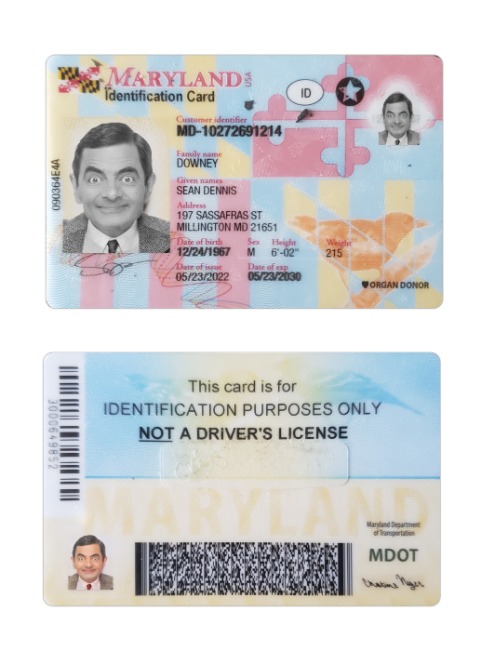 MARYLAND USA
Identification Card
ID
Customer identifier
MD-10272691214
Family name
DOWNEY
Given names
SEAN DENNIS
Address
197 SASSAFRAS ST
MILLINGTON MD 21651
Date of birth Sex Height Weight
12/24/1967 M 6'-02" 215
Date of issue Date of exp
05/23/2022 05/23/2030
ORGAN DONOR
090364E4A
This card is for
IDENTIFICATION PURPOSES ONLY
NOT A DRIVER'S LICENSE
3000649852
MARYLAND
Maryland Department
of Transportation
MDOT